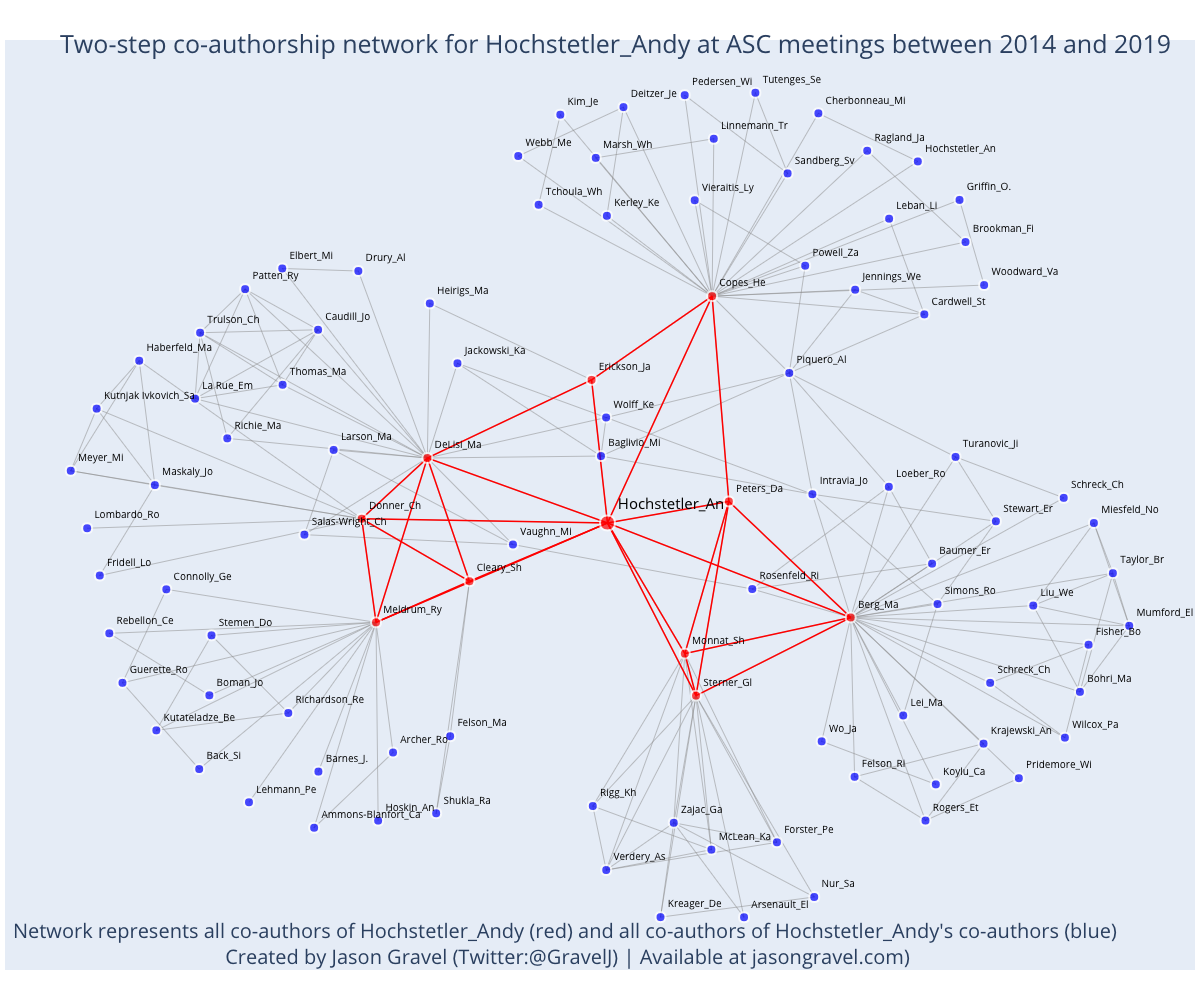 Two-step co-authorship network for Hochstetler_Andy at ASC meetings between 2014 and 2019
Pedersen_Wi
Tutenges_Se
Kim_Je
Deitzer_Je
Cherbonneau_Mi
Linnemann_Tr
Webb_Me
Marsh_Wh
Ragland_Ja
Hochstetler_An
Sandberg_Sv
Tchoula_Wh
Vieraitis_Ly
Griffin_O.
Kerley_Ke
Leban_Li
Brookman_Fi
Elbert_Mi
Drury_Al
Powell_Za
Patten_Ry
Jennings_We
Woodward_Va
Copes_He
Heirigs_Ma
Cardwell_St
Trulson_Ch
Caudill_Jo
Haberfeld_Ma
Jackowski_Ka
Piquero_Al
Erickson_Ja
Thomas_Ma
La Rue_Em
Kutnjak Ivkovich_Sa
Wolff_Ke
Richie_Ma
Larson_Ma
DeLisi_Ma
Baglivio_Mi
Turanovic_Ji
Meyer_Mi
Maskaly_Jo
Loeber_Ro
Intravia_Jo
Peters_Da
Schreck_Ch
Hochstetler_An
Donner_Ch
Lombardo_Ro
Salas-Wright_Ch
Stewart_Er
Miesfeld_No
Vaughn_Mi
Baumer_Er
Fridell_Lo
Cleary_Sh
Taylor_Br
Connolly_Ge
Rosenfeld_Ri
Simons_Ro
Liu_We
Meldrum_Ry
Berg_Ma
Mumford_El
Rebellon_Ce
Stemen_Do
Fisher_Bo
Monnat_Sh
Guerette_Ro
Boman_Jo
Sterner_Gl
Schreck_Ch
Bohri_Ma
Richardson_Re
Kutateladze_Be
Lei_Ma
Felson_Ma
Wo_Ja
Krajewski_An
Wilcox_Pa
Archer_Ro
Back_Si
Barnes_J.
Felson_Ri
Koylu_Ca
Pridemore_Wi
Lehmann_Pe
Rigg_Kh
Shukla_Ra
Hoskin_An
Ammons-Blanfort_Ca
Zajac_Ga
Rogers_Et
McLean_Ka
Forster_Pe
Verdery_As
Nur_Sa
Kreager_De
Arsenault_El
Network represents all co-authors of Hochstetler_Andy (red) and all co-authors of Hochstetler_Andy's co-authors (blue)
Created by Jason Gravel (Twitter:@GravelJ) | Available at jasongravel.com)